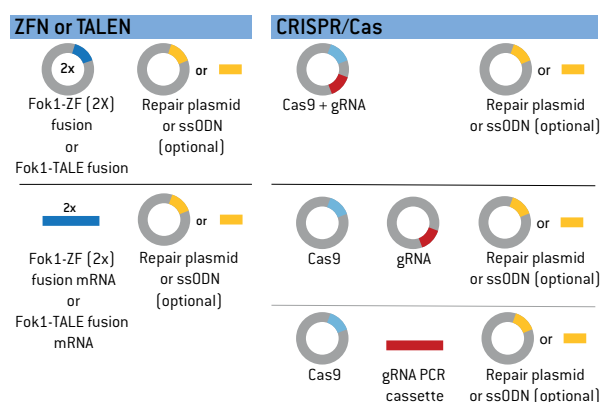 ZFN or TALEN
2x
or
Fok1-ZF (2X)
fusion
or
Fok1-TALE fusion
Repair plasmid
or ssODN
(optional)
2x
or
Fok1-ZF (2x)
fusion mRNA
or
Fok1-TALE fusion
mRNA
Repair plasmid
or ssODN
(optional)
CRISPR/Cas
or
Cas9 + gRNA
Repair plasmid
or ssODN (optional)
or
Cas9
gRNA
Repair plasmid
or ssODN (optional)
or
Cas9
gRNA PCR
cassette
Repair plasmid
or ssODN (optional)